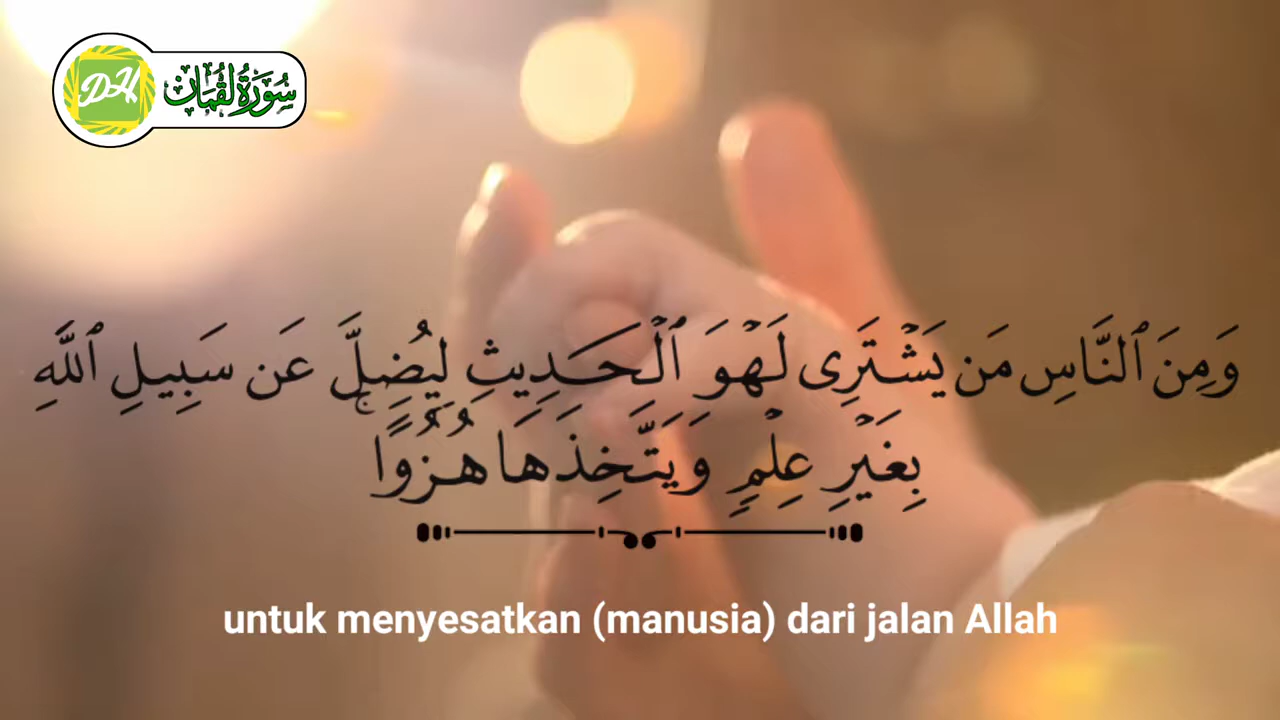 DH
سُورَةُ لُقْمَان
وَمِنَ ٱلنَّاسِ مَن يَشْتَرِى لَهْوَ ٱلْحَدِيثِ لِيُضِلَّ عَن سَبِيلِ ٱللَّهِ
بِغَيْرِ عِلْمٍ وَيَتَّخِذَهَا هُزُوًا ۚ
untuk menyesatkan (manusia) dari jalan Allah